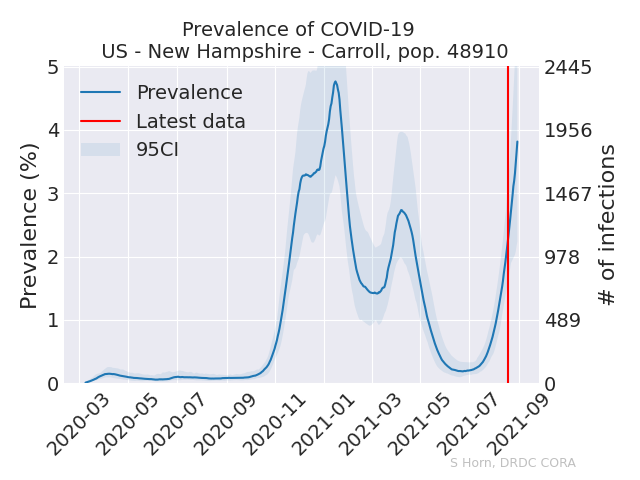 Prevalence of COVID-19
US - New Hampshire - Carroll, pop. 48910
Prevalence (%)
5
4
3
2
1
0
Prevalence
Latest data
95CI
2445
1956
1467
978
489
0
# of infections
2020-03
2020-05
2020-07
2020-09
2020-11
2021-01
2021-03
2021-05
2021-07
2021-09
S Horn, DRDC CORA